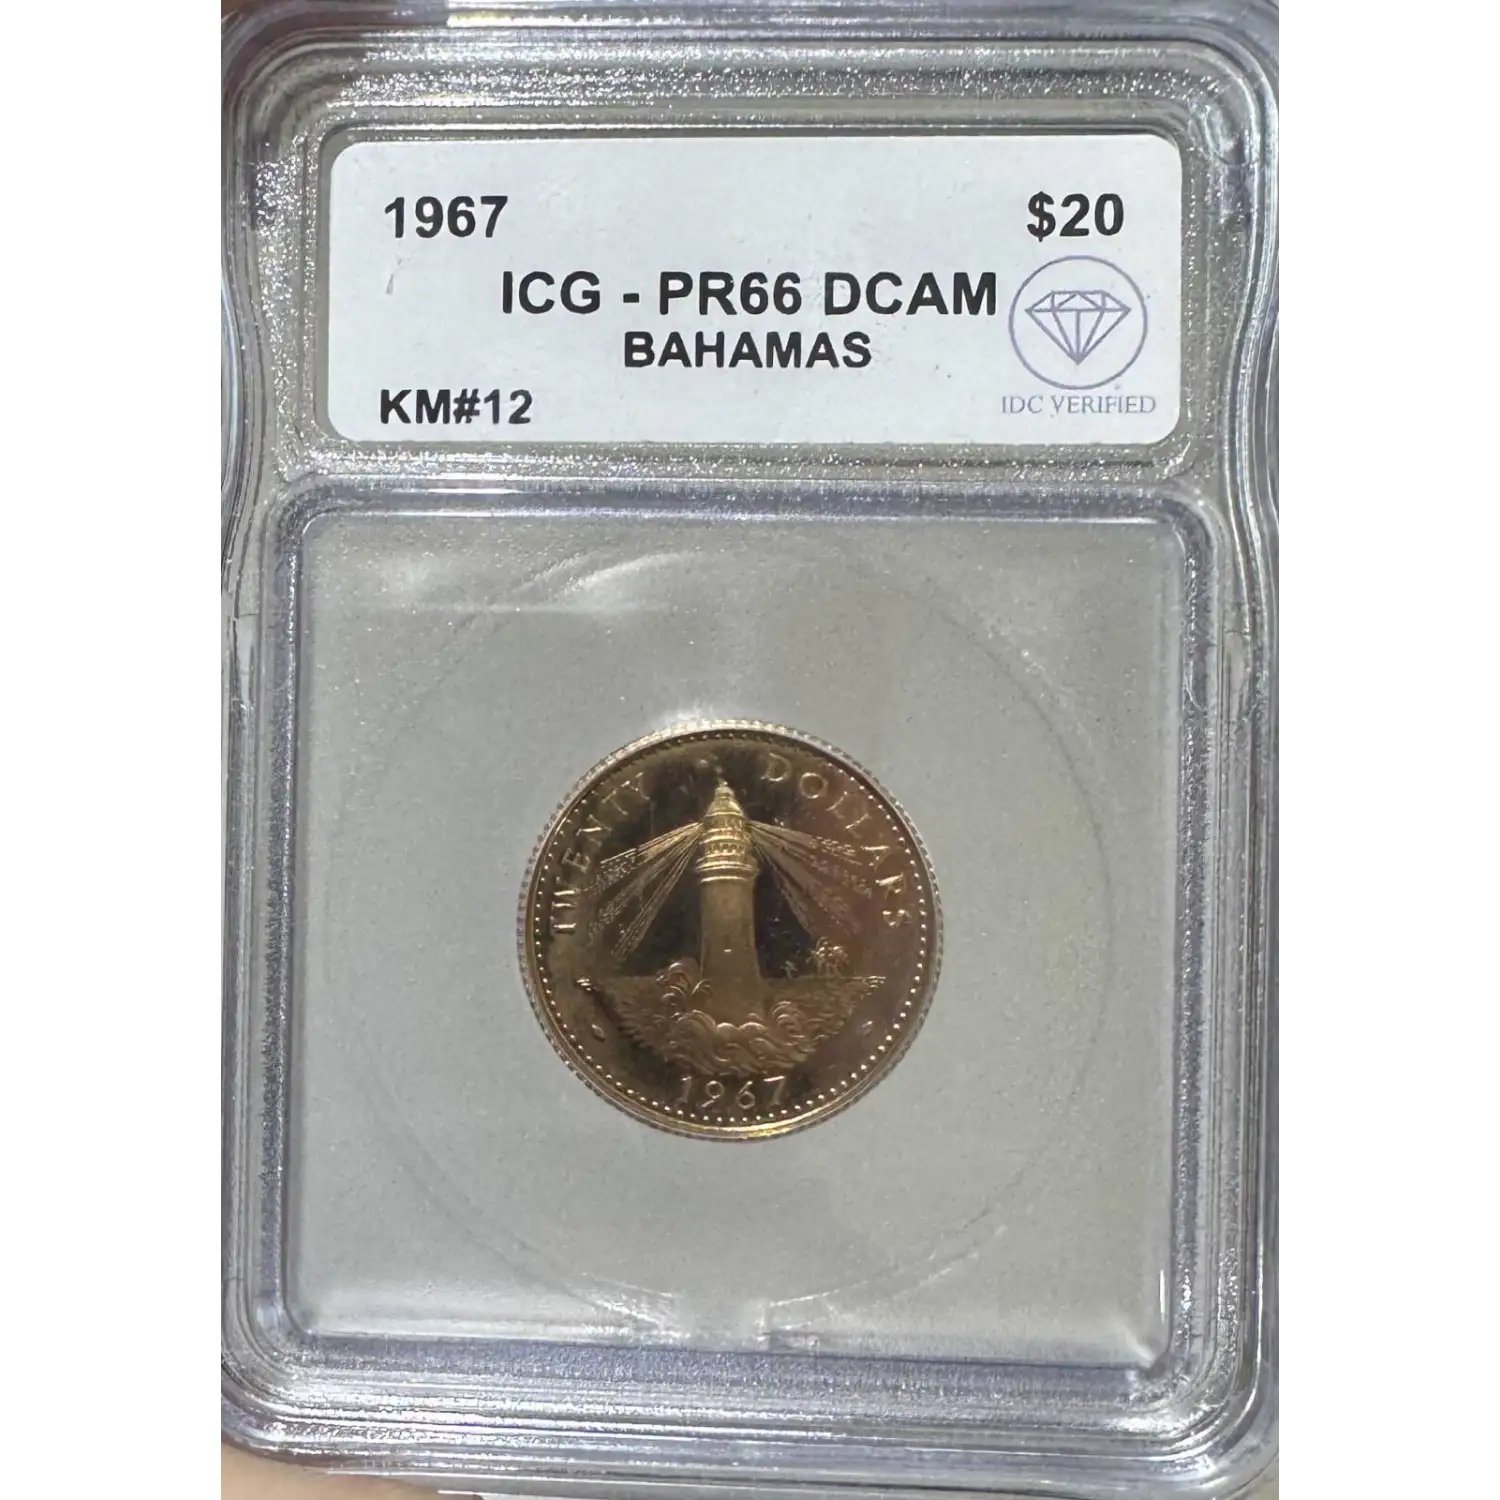 1967 $20
ICG - PR66 DCAM
BAHAMAS
KM#12
IDC VERIFIED
TWENTY DOLLARS
1967